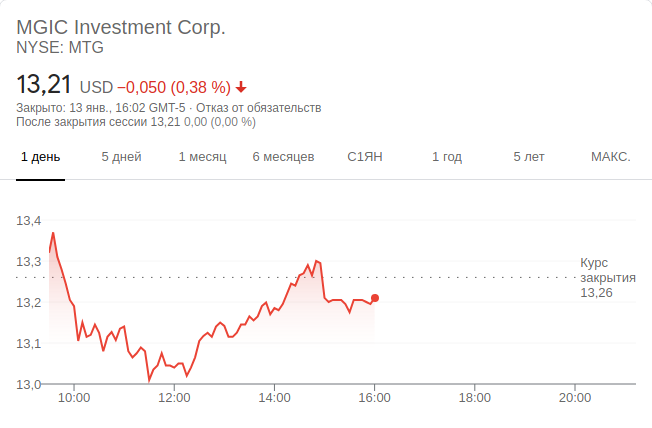 MGIC Investment Corp.
NYSE: MTG
13,21 USD −0,050 (0,38 %)
Закрыто: 13 янв., 16:02 GMT-5 · Отказ от обязательств
После закрытия сессии 13,21 0,00 (0,00 %)
1 день 5 дней 1 месяц 6 месяцев С1ЯН 1 год 5 лет МАКС.
13,4
13,3
Курс
закрытия
13,26
13,2
13,1
13,0
10:00 12:00 14:00 16:00 18:00 20:00